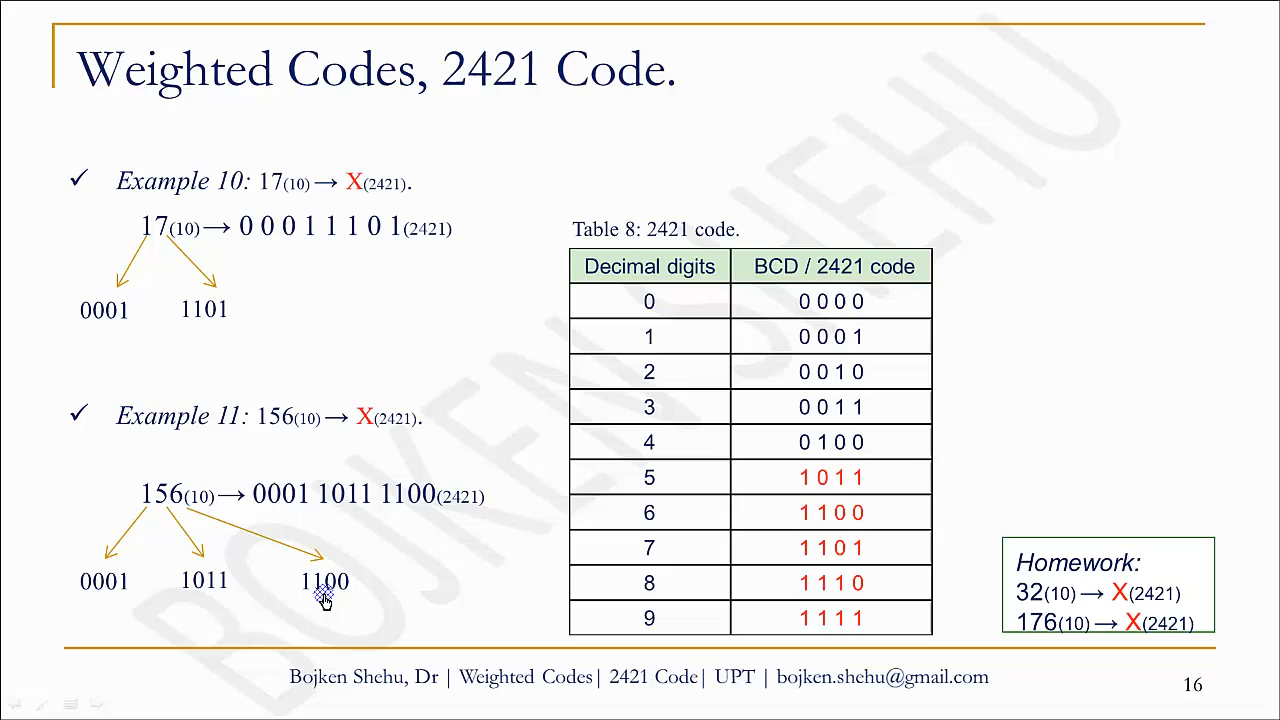 Weighted Codes, 2421 Code.
✓ Example 10: 17(10) → X(2421).
17(10) → 0 0 0 1 1 1 0 1(2421)
0001 1101
✓ Example 11: 156(10) → X(2421).
156(10) → 0001 1011 1100(2421)
0001 1011 1100
Table 8: 2421 code.
Decimal digits BCD / 2421 code
0 0 0 0 0
1 0 0 0 1
2 0 0 1 0
3 0 0 1 1
4 0 1 0 0
5 1 0 1 1
6 1 1 0 0
7 1 1 0 1
8 1 1 1 0
9 1 1 1 1
Homework:
32(10) → X(2421)
176(10) → X(2421)
BOJKEN SHEHU
Bojken Shehu, Dr | Weighted Codes| 2421 Code| UPT | bojken.shehu@gmail.com
16